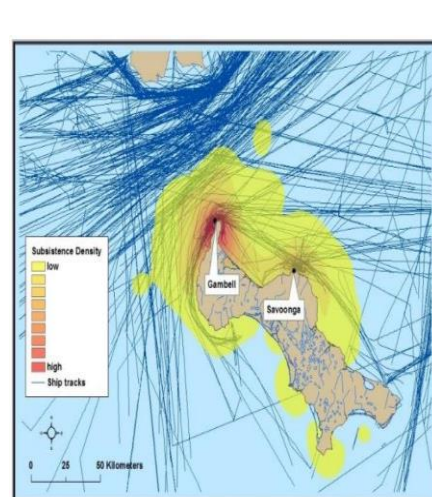 Subsistence Density
low
high
Ship tracks
Gambell
Savoonga
0 25 50 Kilometers